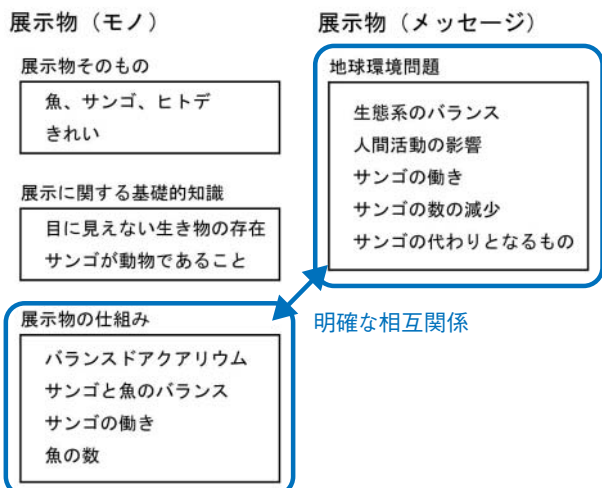 展示物（モノ）
展示物そのもの
魚、サンゴ、ヒトデ
きれい
展示に関する基礎的知識
目に見えない生き物の存在
サンゴが動物であること
展示物の仕組み
バランスドアクアリウム
サンゴと魚のバランス
サンゴの働き
魚の数
展示物（メッセージ）
地球環境問題
生態系のバランス
人間活動の影響
サンゴの働き
サンゴの数の減少
サンゴの代わりとなるもの
明確な相互関係